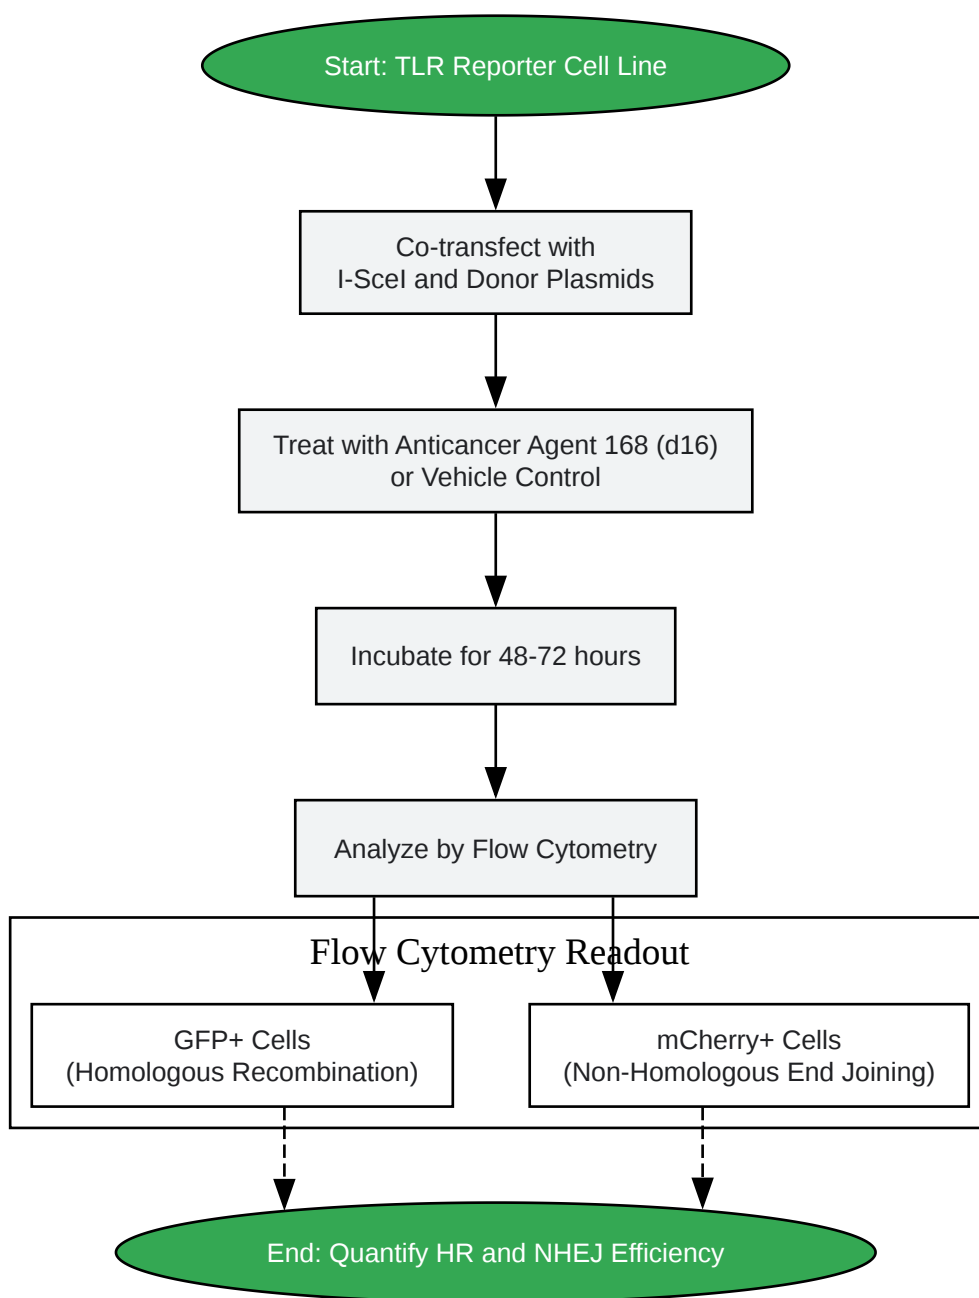 Start: TLR Reporter Cell Line
Co-transfect with
I-SceI and Donor Plasmids
Treat with Anticancer Agent 168 (d16)
or Vehicle Control
Incubate for 48-72 hours
Analyze by Flow Cytometry
Flow Cytometry Readout
GFP+ Cells
(Homologous Recombination)
mCherry+ Cells
(Non-Homologous End Joining)
End: Quantify HR and NHEJ Efficiency